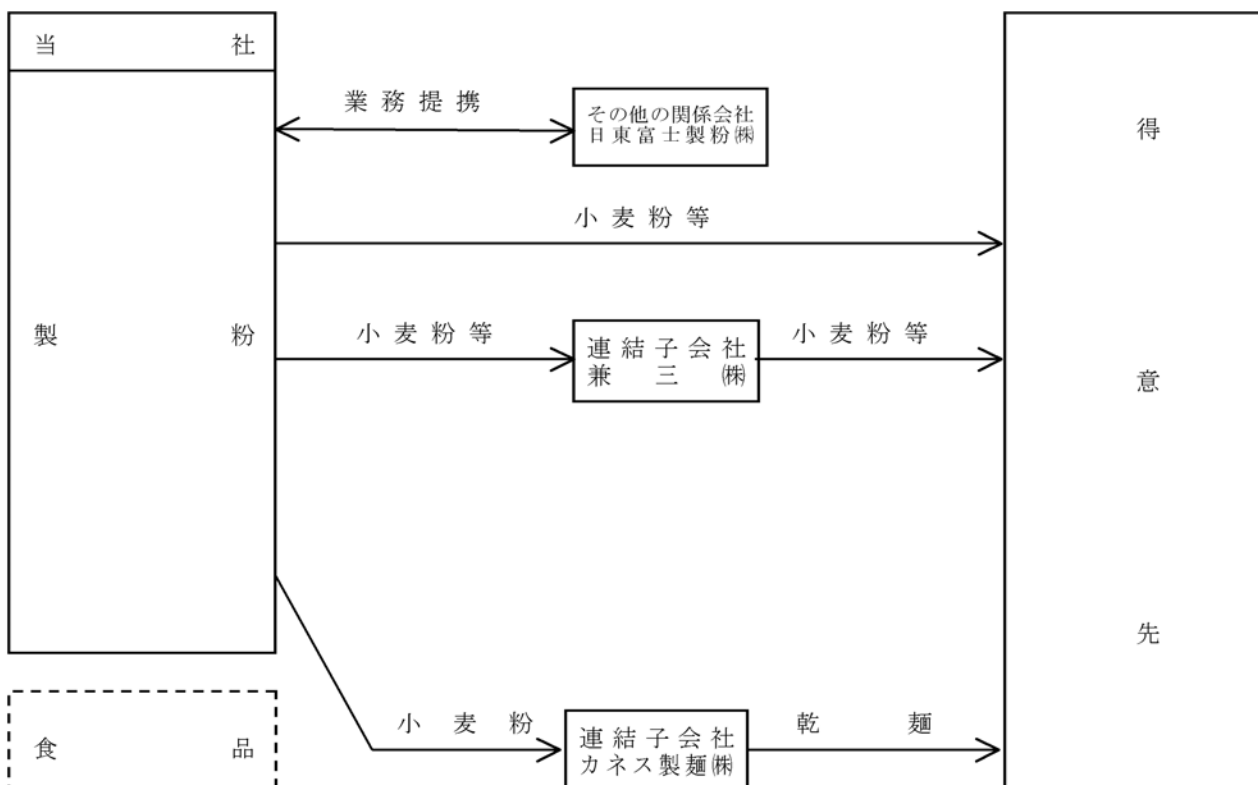 当社
業務提携
その他の関係会社
日東富士製粉㈱
得意先
小麦粉等
製粉
小麦粉等
連結子会社
兼三㈱
小麦粉等
小麦粉
連結子会社
カネス製麺㈱
乾麺
食品